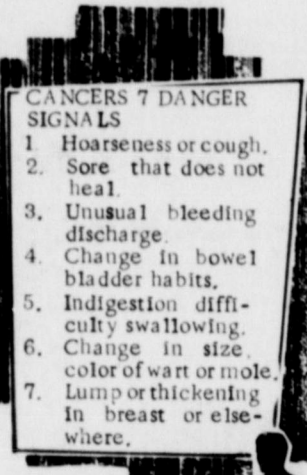 CANCERS 7 DANGER
SIGNALS
1. Hoarseness or cough.
2. Sore that does not
heal.
3. Unusual bleeding
discharge.
4. Change in bowel
bladder habits.
5. Indigestion diffi-
culty swallowing.
6. Change in size,
color of wart or mole.
7. Lump or thickening
in breast or else-
where.